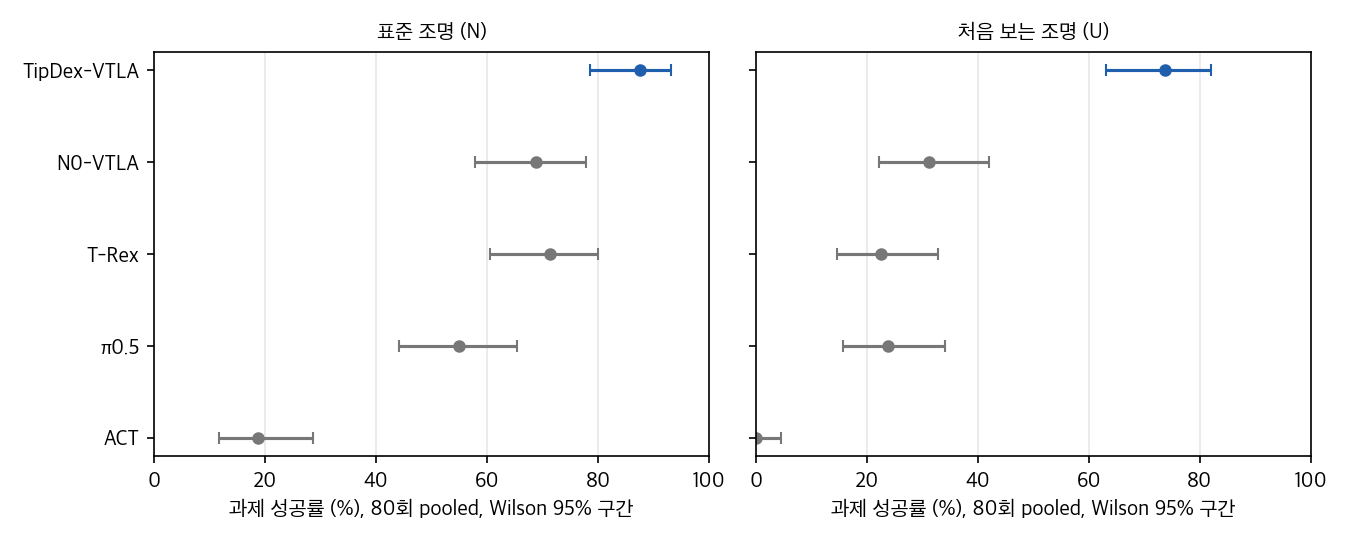 표준 조명 (N)
처음 보는 조명 (U)
TipDex-VTLA
N0-VTLA
T-Rex
π0.5
ACT
0 20 40 60 80 100
0 20 40 60 80 100
과제 성공률 (%), 80회 pooled, Wilson 95% 구간
과제 성공률 (%), 80회 pooled, Wilson 95% 구간